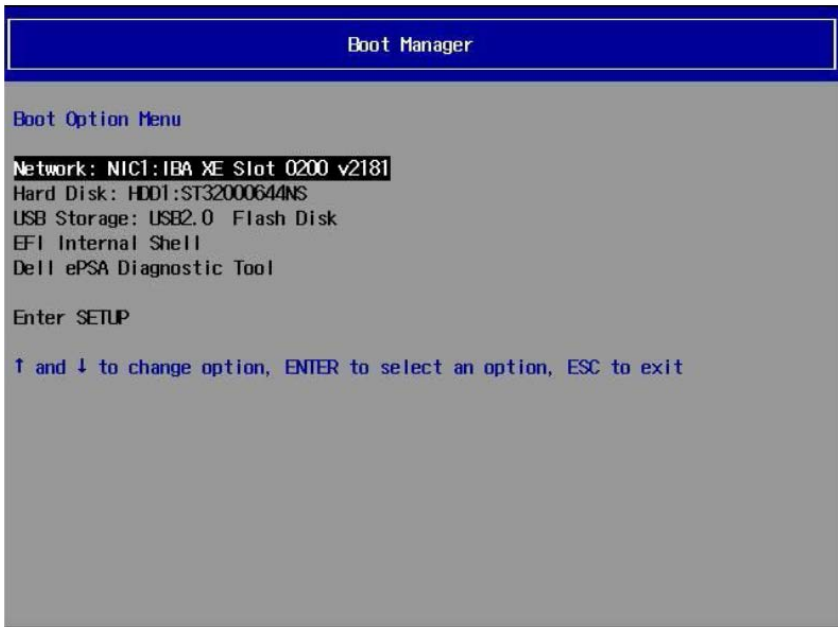 Boot Manager
Boot Option Menu
Network: NIC1:IBA XE Slot 0200 v2181
Hard Disk: HDD1:ST32000644NS
USB Storage: USB2.0 Flash Disk
EFI Internal Shell
Dell ePSA Diagnostic Tool
Enter SETUP
↑ and ↓ to change option, ENTER to select an option, ESC to exit